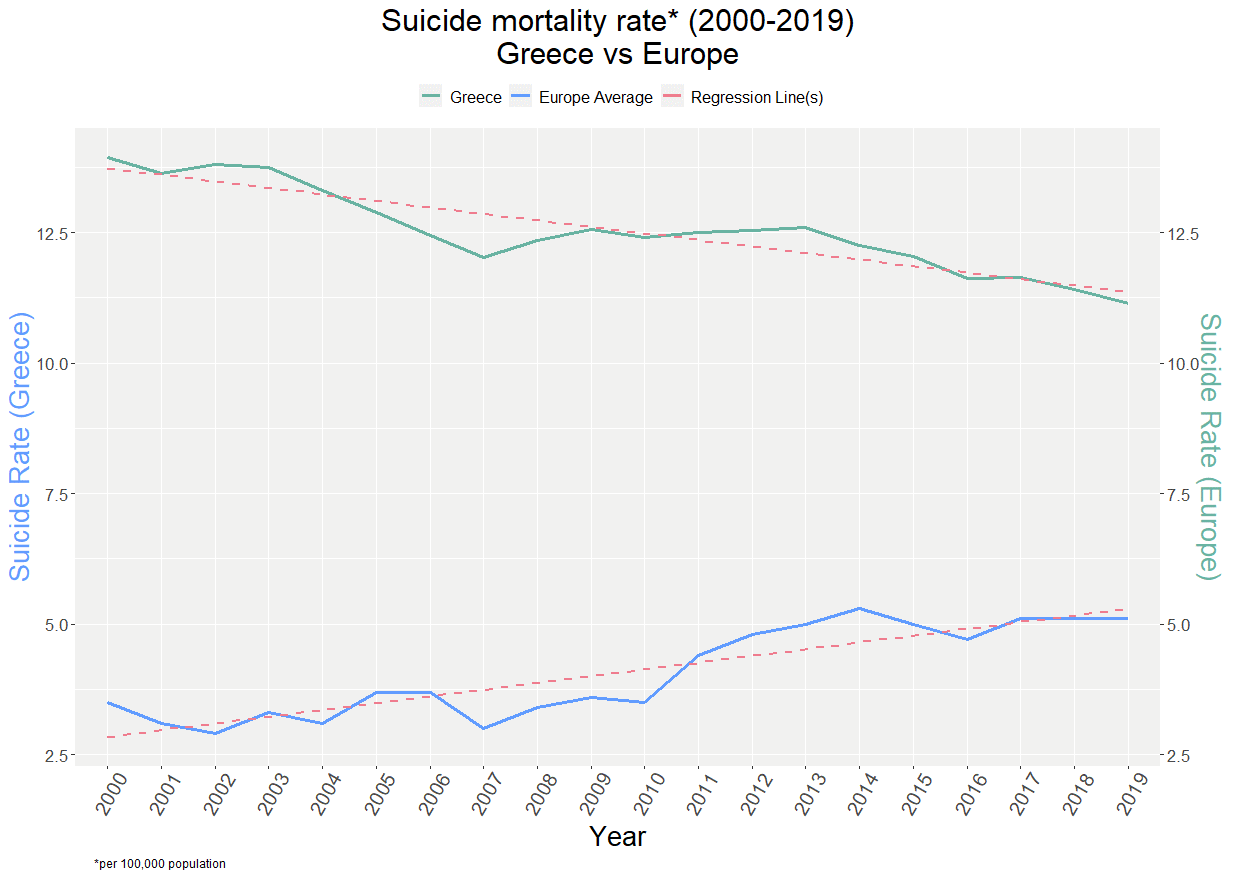 Suicide mortality rate* (2000-2019)
Greece vs Europe
Greece Europe Average Regression Line(s)
Suicide Rate (Greece)
12.5
10.0
7.5
5.0
2.5
12.5
10.0
7.5
5.0
2.5
Suicide Rate (Europe)
2000 2001 2002 2003 2004 2005 2006 2007 2008 2009 2010 2011 2012 2013 2014 2015 2016 2017 2018 2019
Year
*per 100,000 population